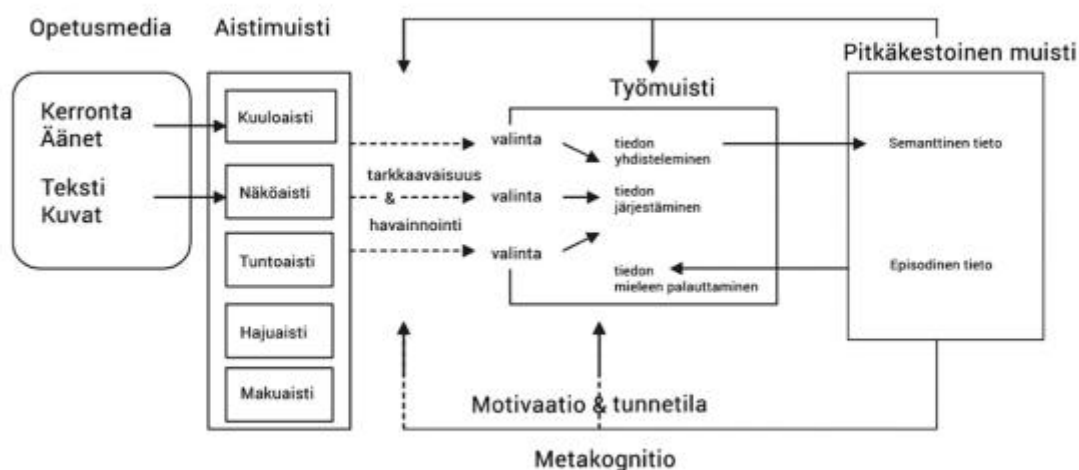 Opetusmedia
Aistimuisti
Pitkäkestoinen muisti
Kerronta
Äänet
Teksti
Kuvat
Kuuloaisti
Näköaisti
Tuntoaisti
Hajuaisti
Makuaisti
tarkkaavaisuus
&
havainnointi
Työmuisti
valinta
valinta
valinta
tiedon
yhdisteleminen
tiedon
järjestäminen
tiedon
mieleen palauttaminen
Semanttinen tieto
Episodinen tieto
Motivaatio & tunnetila
Metakognitio